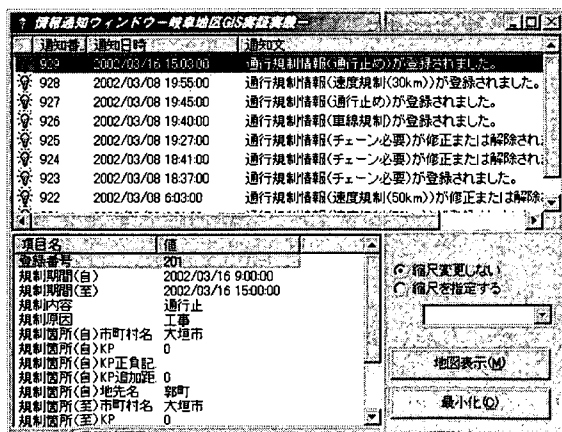 情報通知ウィンドウー岐阜地区GIS実証実験ー
通知番 通知日時 通知文
929 2002/03/16 15:03:00 通行規制情報(通行止め)が登録されました。
928 2002/03/08 19:55:00 通行規制情報(速度規制(30km))が登録されました。
927 2002/03/08 19:45:00 通行規制情報(通行止め)が登録されました。
926 2002/03/08 19:40:00 通行規制情報(車線規制)が登録されました。
925 2002/03/08 19:27:00 通行規制情報(チェーン必要)が修正または解除され
924 2002/03/08 18:41:00 通行規制情報(チェーン必要)が修正または解除され
923 2002/03/08 18:37:00 通行規制情報(チェーン必要)が登録されました。
922 2002/03/08 6:03:00 通行規制情報(速度規制(50km))が修正または解除
項目名 値
登録番号 201
規制期間(自) 2002/03/16 9:00:00
規制期間(至) 2002/03/16 15:00:00
規制内容 通行止
規制原因 工事
規制箇所(自)市町村名 大垣市
規制箇所(自)KP 0
規制箇所(自)KP正負記
規制箇所(自)KP追加距 0
規制箇所(自)地先名 郭町
規制箇所(至)市町村名 大垣市
規制箇所(至)KP 0
縮尺変更しない
縮尺を指定する
地図表示(M)
最小化(C)